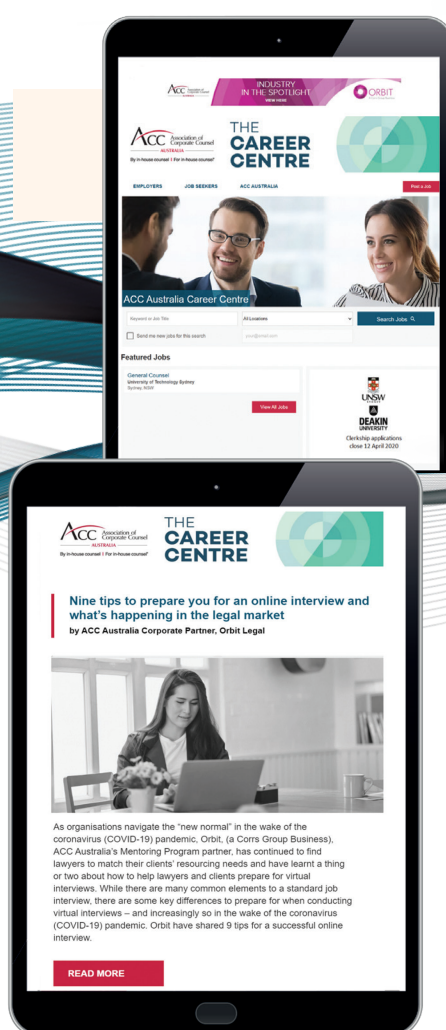 ACC Association of
Corporate Counsel
AUSTRALIA
INDUSTRY
IN THE SPOTLIGHT
VIEW HERE
ORBIT
ACC Association of
Corporate Counsel
AUSTRALIA
By in-house counsel I For in-house counsel®
THE
CAREER
CENTRE
EMPLOYERS JOB SEEKERS ACC AUSTRALIA Post a Job
ACC Australia Career Centre
Keyword or Job Title All Locations Search Jobs
Send me new jobs for this search your@email.com
Featured Jobs
General Counsel
University of Technology Sydney
Sydney, NSW
View All Jobs
UNSW
DEAKIN
UNIVERSITY
Clerkship applications
close 12 April 2020
ACC Association of
Corporate Counsel
AUSTRALIA
By in-house counsel I For in-house counsel®
THE
CAREER
CENTRE
Nine tips to prepare you for an online interview and
what's happening in the legal market
by ACC Australia Corporate Partner, Orbit Legal
As organisations navigate the “new normal” in the wake of the
coronavirus (COVID-19) pandemic, Orbit, (a Corrs Group Business),
ACC Australia's Mentoring Program partner, has continued to find
lawyers to match their clients' resourcing needs and have learnt a thing
or two about how to help lawyers and clients prepare for virtual
interviews. While there are many common elements to a standard job
interview, there are some key differences to prepare for when conducting
virtual interviews – and increasingly so in the wake of the coronavirus
(COVID-19) pandemic. Orbit have shared 9 tips for a successful online
interview.
READ MORE